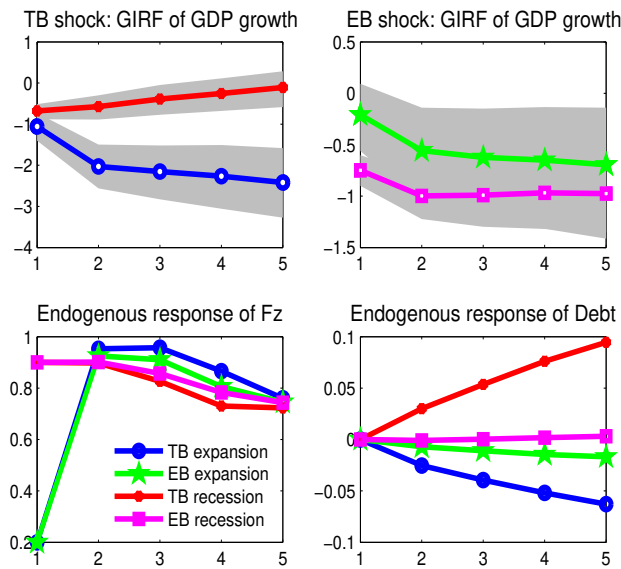 TB shock: GIRF of GDP growth
1
0
−1
−2
−3
−4
1 2 3 4 5
EB shock: GIRF of GDP growth
0.5
0
−0.5
−1
−1.5
1 2 3 4 5
Endogenous response of Fz
1
0.8
0.6
0.4
0.2
1 2 3 4 5
TB expansion
EB expansion
TB recession
EB recession
Endogenous response of Debt
0.1
0.05
0
−0.05
−0.1
1 2 3 4 5